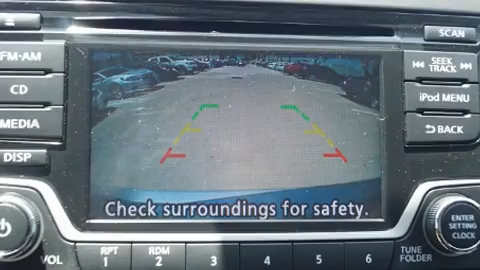 SCAN
FM·AM
SEEK
TRACK
CD
iPod MENU
MEDIA
BACK
DISP
Check surroundings for safety.
ENTER
SETTING
CLOCK
VOL
RPT
1
RDM
2
3
4
5
6
TUNE
FOLDER